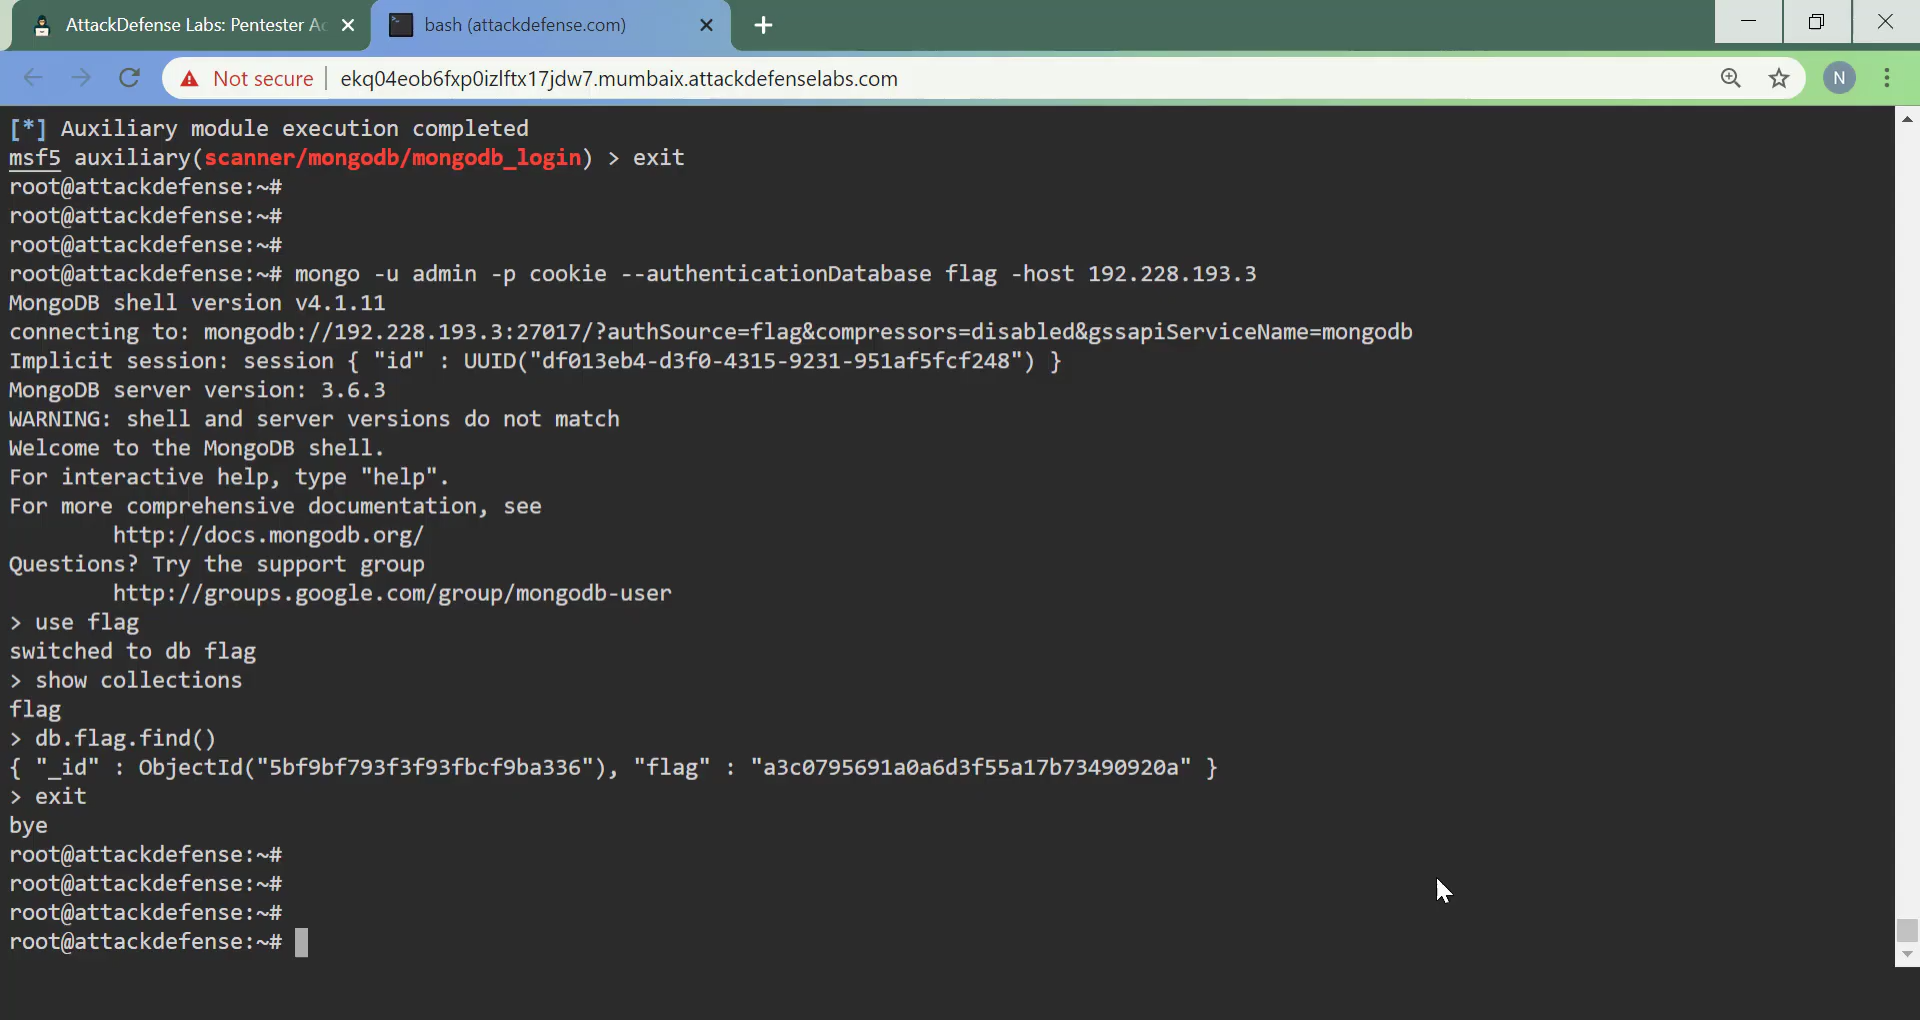 AttackDefense Labs: Pentester Ac
bash (attackdefense.com)
Not secure
ekq04eob6fxp0izlftx17jdw7.mumbaix.attackdefenselabs.com
N
[*] Auxiliary module execution completed
msf5 auxiliary(scanner/mongodb/mongodb_login) > exit
root@attackdefense:~#
root@attackdefense:~#
root@attackdefense:~#
root@attackdefense:~# mongo -u admin -p cookie --authenticationDatabase flag -host 192.228.193.3
MongoDB shell version v4.1.11
connecting to: mongodb://192.228.193.3:27017/?authSource=flag&compressors=disabled&gssapiServiceName=mongodb
Implicit session: session { "id" : UUID("df013eb4-d3f0-4315-9231-951af5fcf248") }
MongoDB server version: 3.6.3
WARNING: shell and server versions do not match
Welcome to the MongoDB shell.
For interactive help, type "help".
For more comprehensive documentation, see
http://docs.mongodb.org/
Questions? Try the support group
http://groups.google.com/group/mongodb-user
> use flag
switched to db flag
> show collections
flag
> db.flag.find()
{ "_id" : ObjectId("5bf9bf793f3f93fbcf9ba336"), "flag" : "a3c0795691a0a6d3f55a17b73490920a" }
> exit
bye
root@attackdefense:~#
root@attackdefense:~#
root@attackdefense:~#
root@attackdefense:~#